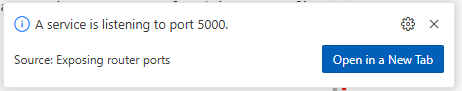 A service is listening to port 5000.
Source: Exposing router ports
Open in a New Tab